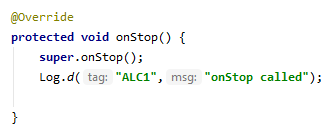 @Override
protected void onStop() {
super.onStop();
Log.d( tag: "ALC1", msg: "onStop called");
}